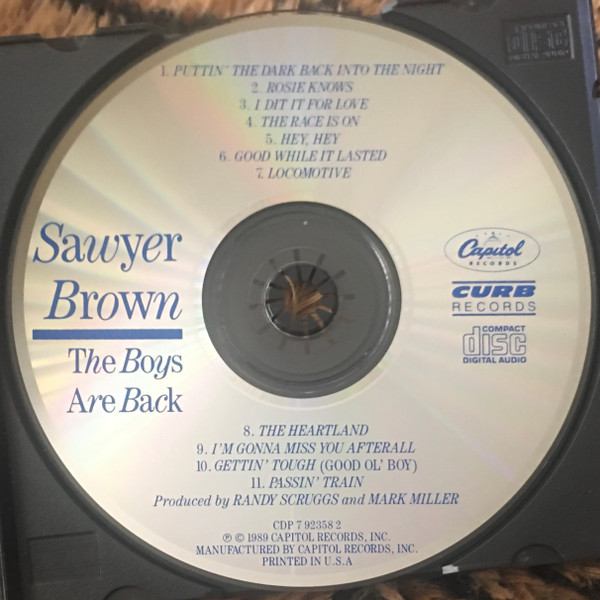 1. PUTTIN' THE DARK BACK INTO THE NIGHT
2. ROSIE KNOWS
3. I DIT IT FOR LOVE
4. THE RACE IS ON
5. HEY, HEY
6. GOOD WHILE IT LASTED
7. LOCOMOTIVE
Sawyer
Brown
The Boys
Are Back
Capitol
RECORDS
CURB
RECORDS
COMPACT
disc
DIGITAL AUDIO
8. THE HEARTLAND
9. I'M GONNA MISS YOU AFTERALL
10. GETTIN' TOUGH (GOOD OL' BOY)
11. PASSIN' TRAIN
Produced by RANDY SCRUGGS and MARK MILLER
CDP 7 92358 2
℗ © 1989 CAPITOL RECORDS, INC.
MANUFACTURED BY CAPITOL RECORDS, INC.
PRINTED IN U.S.A